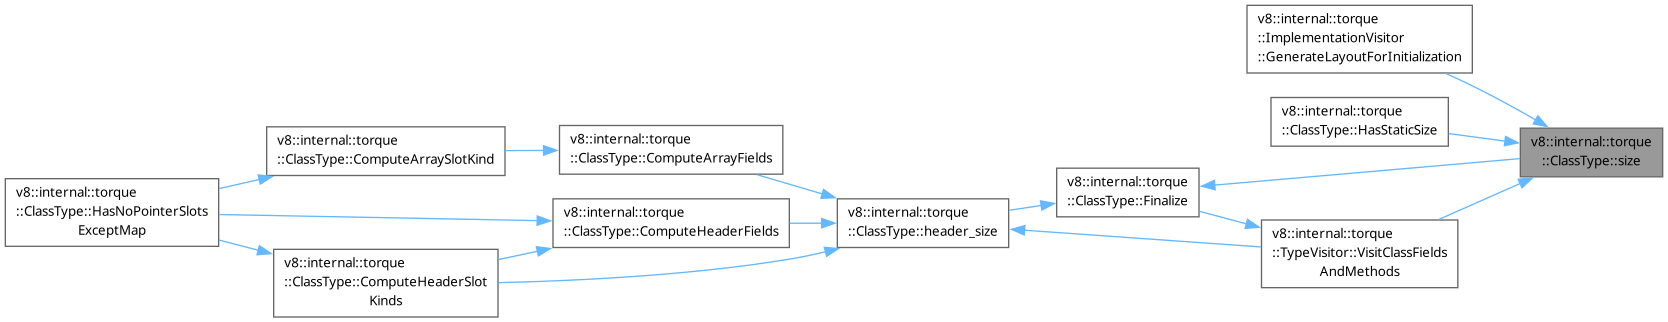 v8::internal::torque
::ImplementationVisitor
::GenerateLayoutForInitialization
v8::internal::torque
::ClassType::HasStaticSize
v8::internal::torque
::ClassType::size
v8::internal::torque
::ClassType::ComputeArraySlotKind
v8::internal::torque
::ClassType::ComputeArrayFields
v8::internal::torque
::ClassType::Finalize
v8::internal::torque
::ClassType::HasNoPointerSlots
ExceptMap
v8::internal::torque
::ClassType::ComputeHeaderFields
v8::internal::torque
::ClassType::header_size
v8::internal::torque
::TypeVisitor::VisitClassFields
AndMethods
v8::internal::torque
::ClassType::ComputeHeaderSlot
Kinds